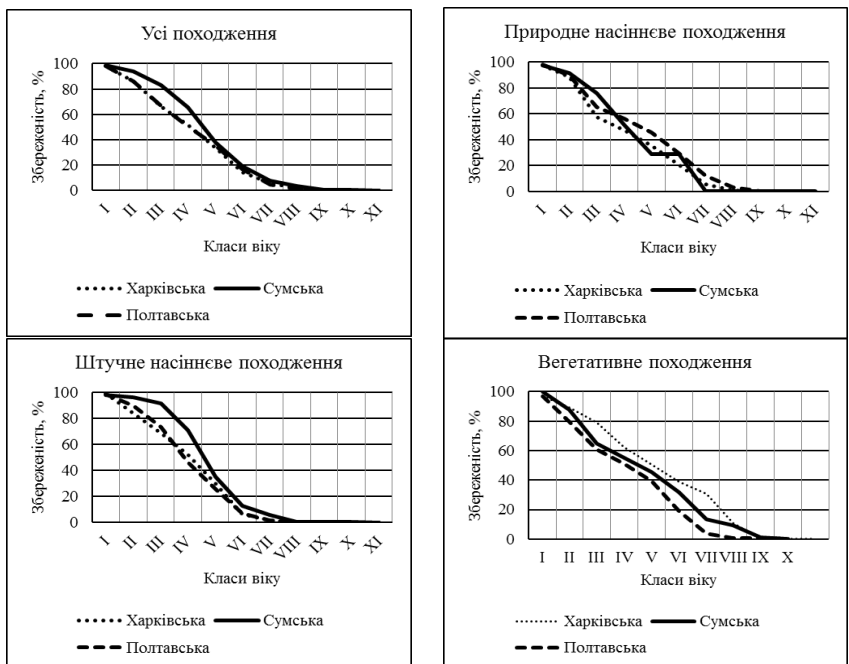 Усі походження
Збереженість, %
100
80
60
40
20
0
I
II
III
IV
V
VI
VII
VIII
IX
X
XI
Класи віку
Харківська
Сумська
Полтавська
Природне насіннєве походження
Збереженість, %
100
80
60
40
20
0
I
II
III
IV
V
VI
VII
VIII
IX
X
XI
Класи віку
Харківська
Сумська
Полтавська
Штучне насіннєве походження
Збереженість, %
100
80
60
40
20
0
I
II
III
IV
V
VI
VII
VIII
IX
X
XI
Класи віку
Харківська
Сумська
Полтавська
Вегетативне походження
Збереженість, %
100
80
60
40
20
0
I II III IV V VI VII VIII IX X
Класи віку
Харківська
Сумська
Полтавська